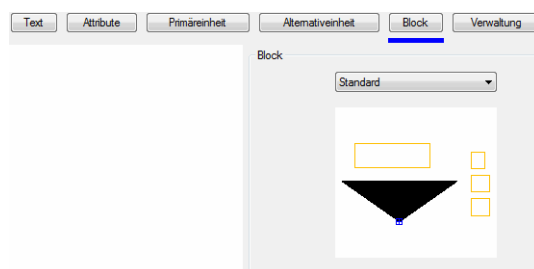 Text Attribute Primäreinheit Alternativeinheit Block Verwaltung
Block
Standard